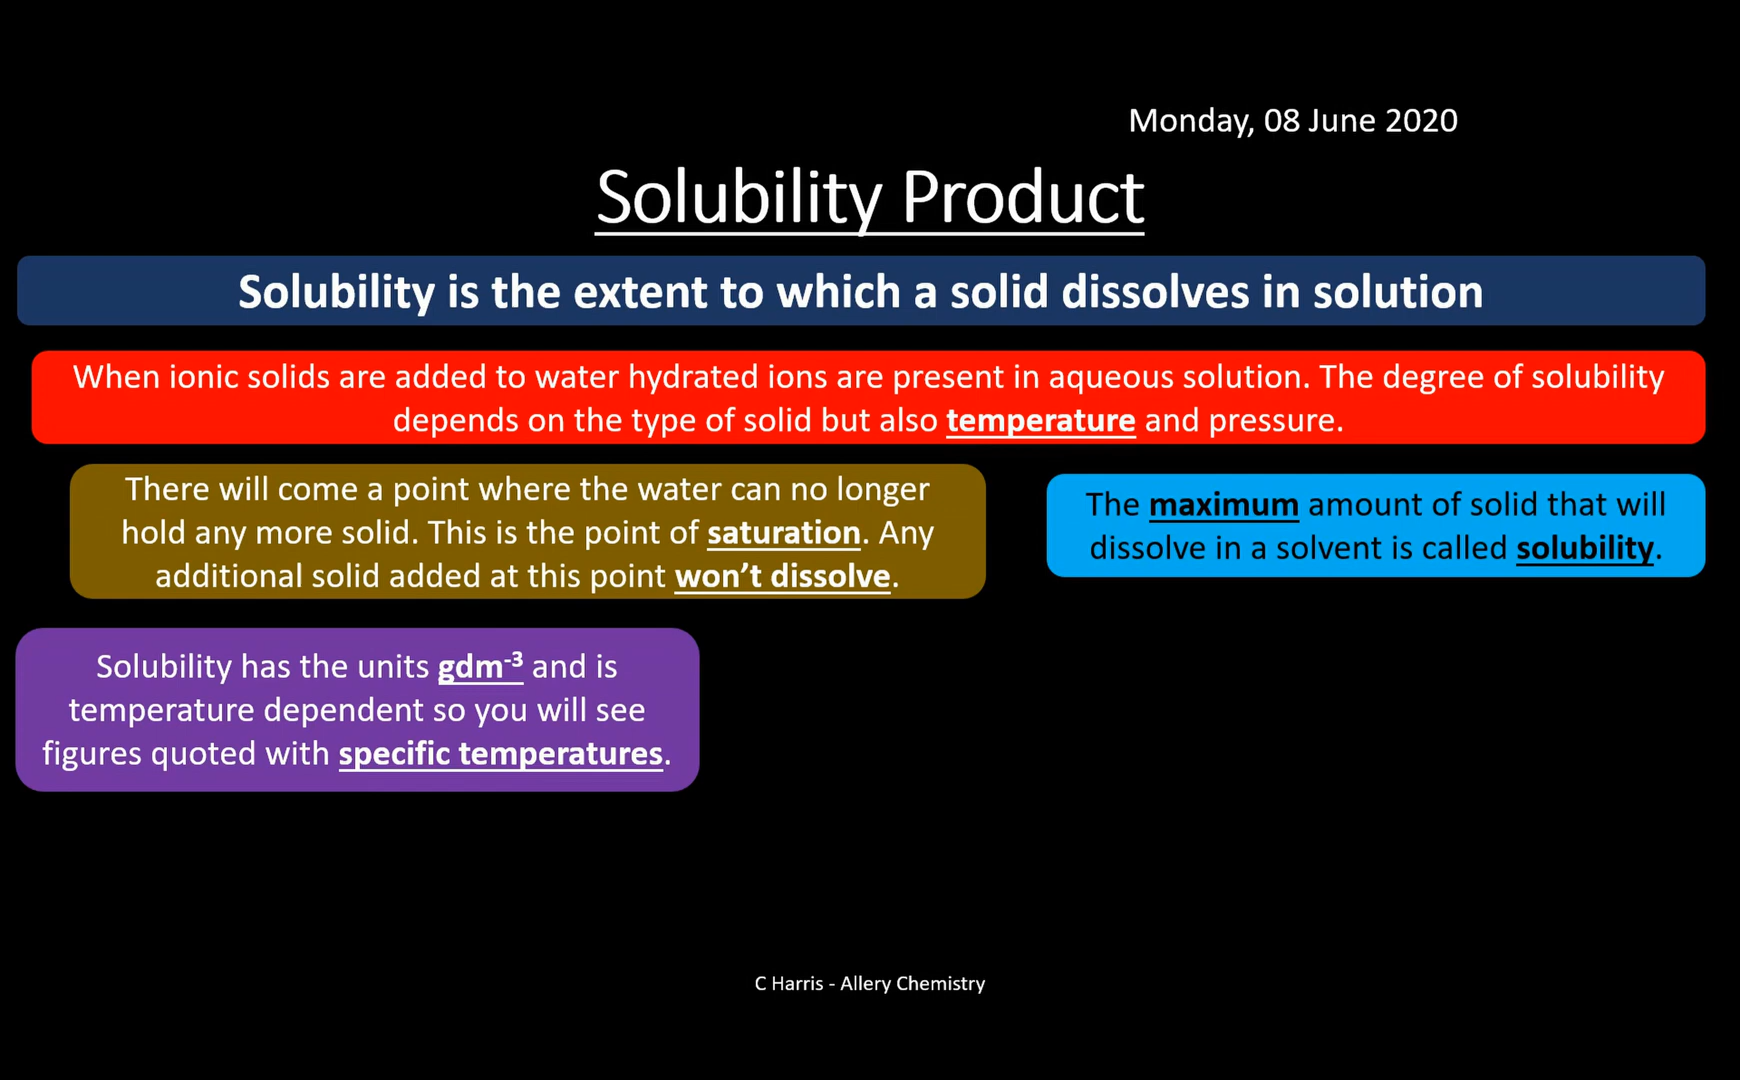 Monday, 08 June 2020
Solubility Product
Solubility is the extent to which a solid dissolves in solution
When ionic solids are added to water hydrated ions are present in aqueous solution. The degree of solubility
depends on the type of solid but also temperature and pressure.
There will come a point where the water can no longer
hold any more solid. This is the point of saturation. Any
additional solid added at this point won’t dissolve.
The maximum amount of solid that will
dissolve in a solvent is called solubility.
Solubility has the units gdm⁻³ and is
temperature dependent so you will see
figures quoted with specific temperatures.
C Harris - Allery Chemistry